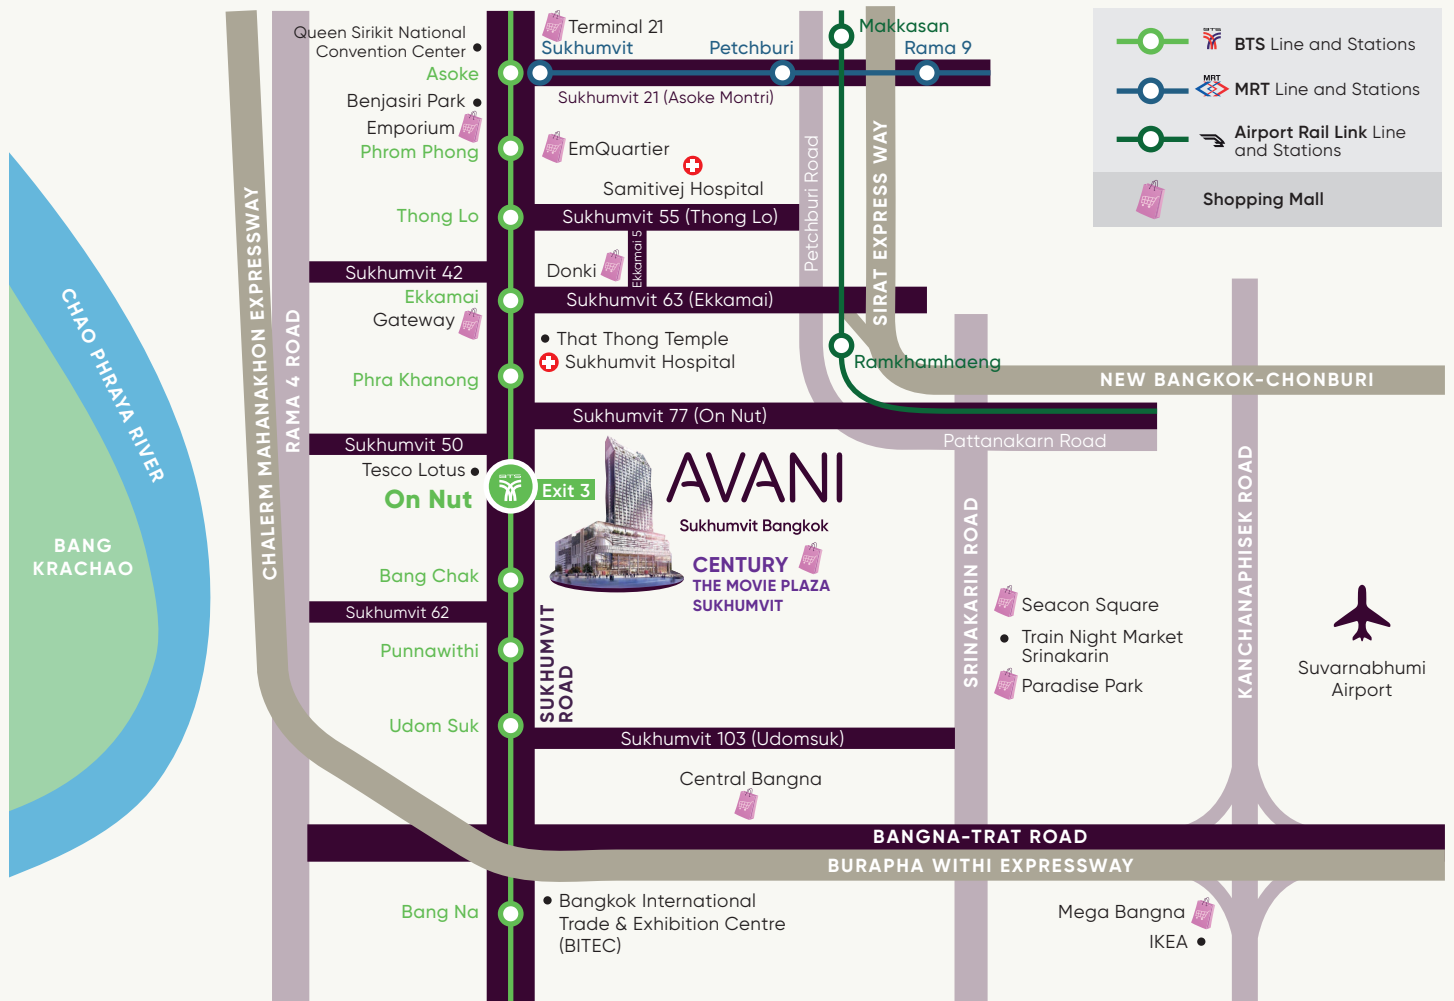 Queen Sirikit National
Convention Center
Terminal 21
Sukhumvit
Petchburi
Makkasan
Rama 9
Asoke
Sukhumvit 21 (Asoke Montri)
Benjasiri Park
Emporium
Phrom Phong
EmQuartier
Samitivej Hospital
Thong Lo
Sukhumvit 55 (Thong Lo)
Petchburi Road
SIRAT EXPRESS WAY
Ekkamai 5
Donki
Sukhumvit 42
Ekkamai
Sukhumvit 63 (Ekkamai)
Gateway
That Thong Temple
Sukhumvit Hospital
Ramkhamhaeng
Phra Khanong
NEW BANGKOK-CHONBURI
Sukhumvit 77 (On Nut)
Pattanakarn Road
Sukhumvit 50
Tesco Lotus
On Nut
BTS
Exit 3
AVANI
Sukhumvit Bangkok
CENTURY
THE MOVIE PLAZA
SUKHUMVIT
CHAO PHRAYA RIVER
BANG
KRACHAO
CHALERM MAHANAKHON EXPRESSWAY
RAMA 4 ROAD
Bang Chak
Sukhumvit 62
Punnawithi
SUKHUMVIT
ROAD
Udom Suk
Sukhumvit 103 (Udomsuk)
SRINAKARIN ROAD
Seacon Square
Train Night Market
Srinakarin
Paradise Park
KANCHANAPHISEK ROAD
Suvarnabhumi
Airport
Central Bangna
BANGNA-TRAT ROAD
BURAPHA WITHI EXPRESSWAY
Bang Na
Bangkok International
Trade & Exhibition Centre
(BITEC)
Mega Bangna
IKEA
BTS
BTS Line and Stations
MRT
MRT Line and Stations
Airport Rail Link Line
and Stations
Shopping Mall